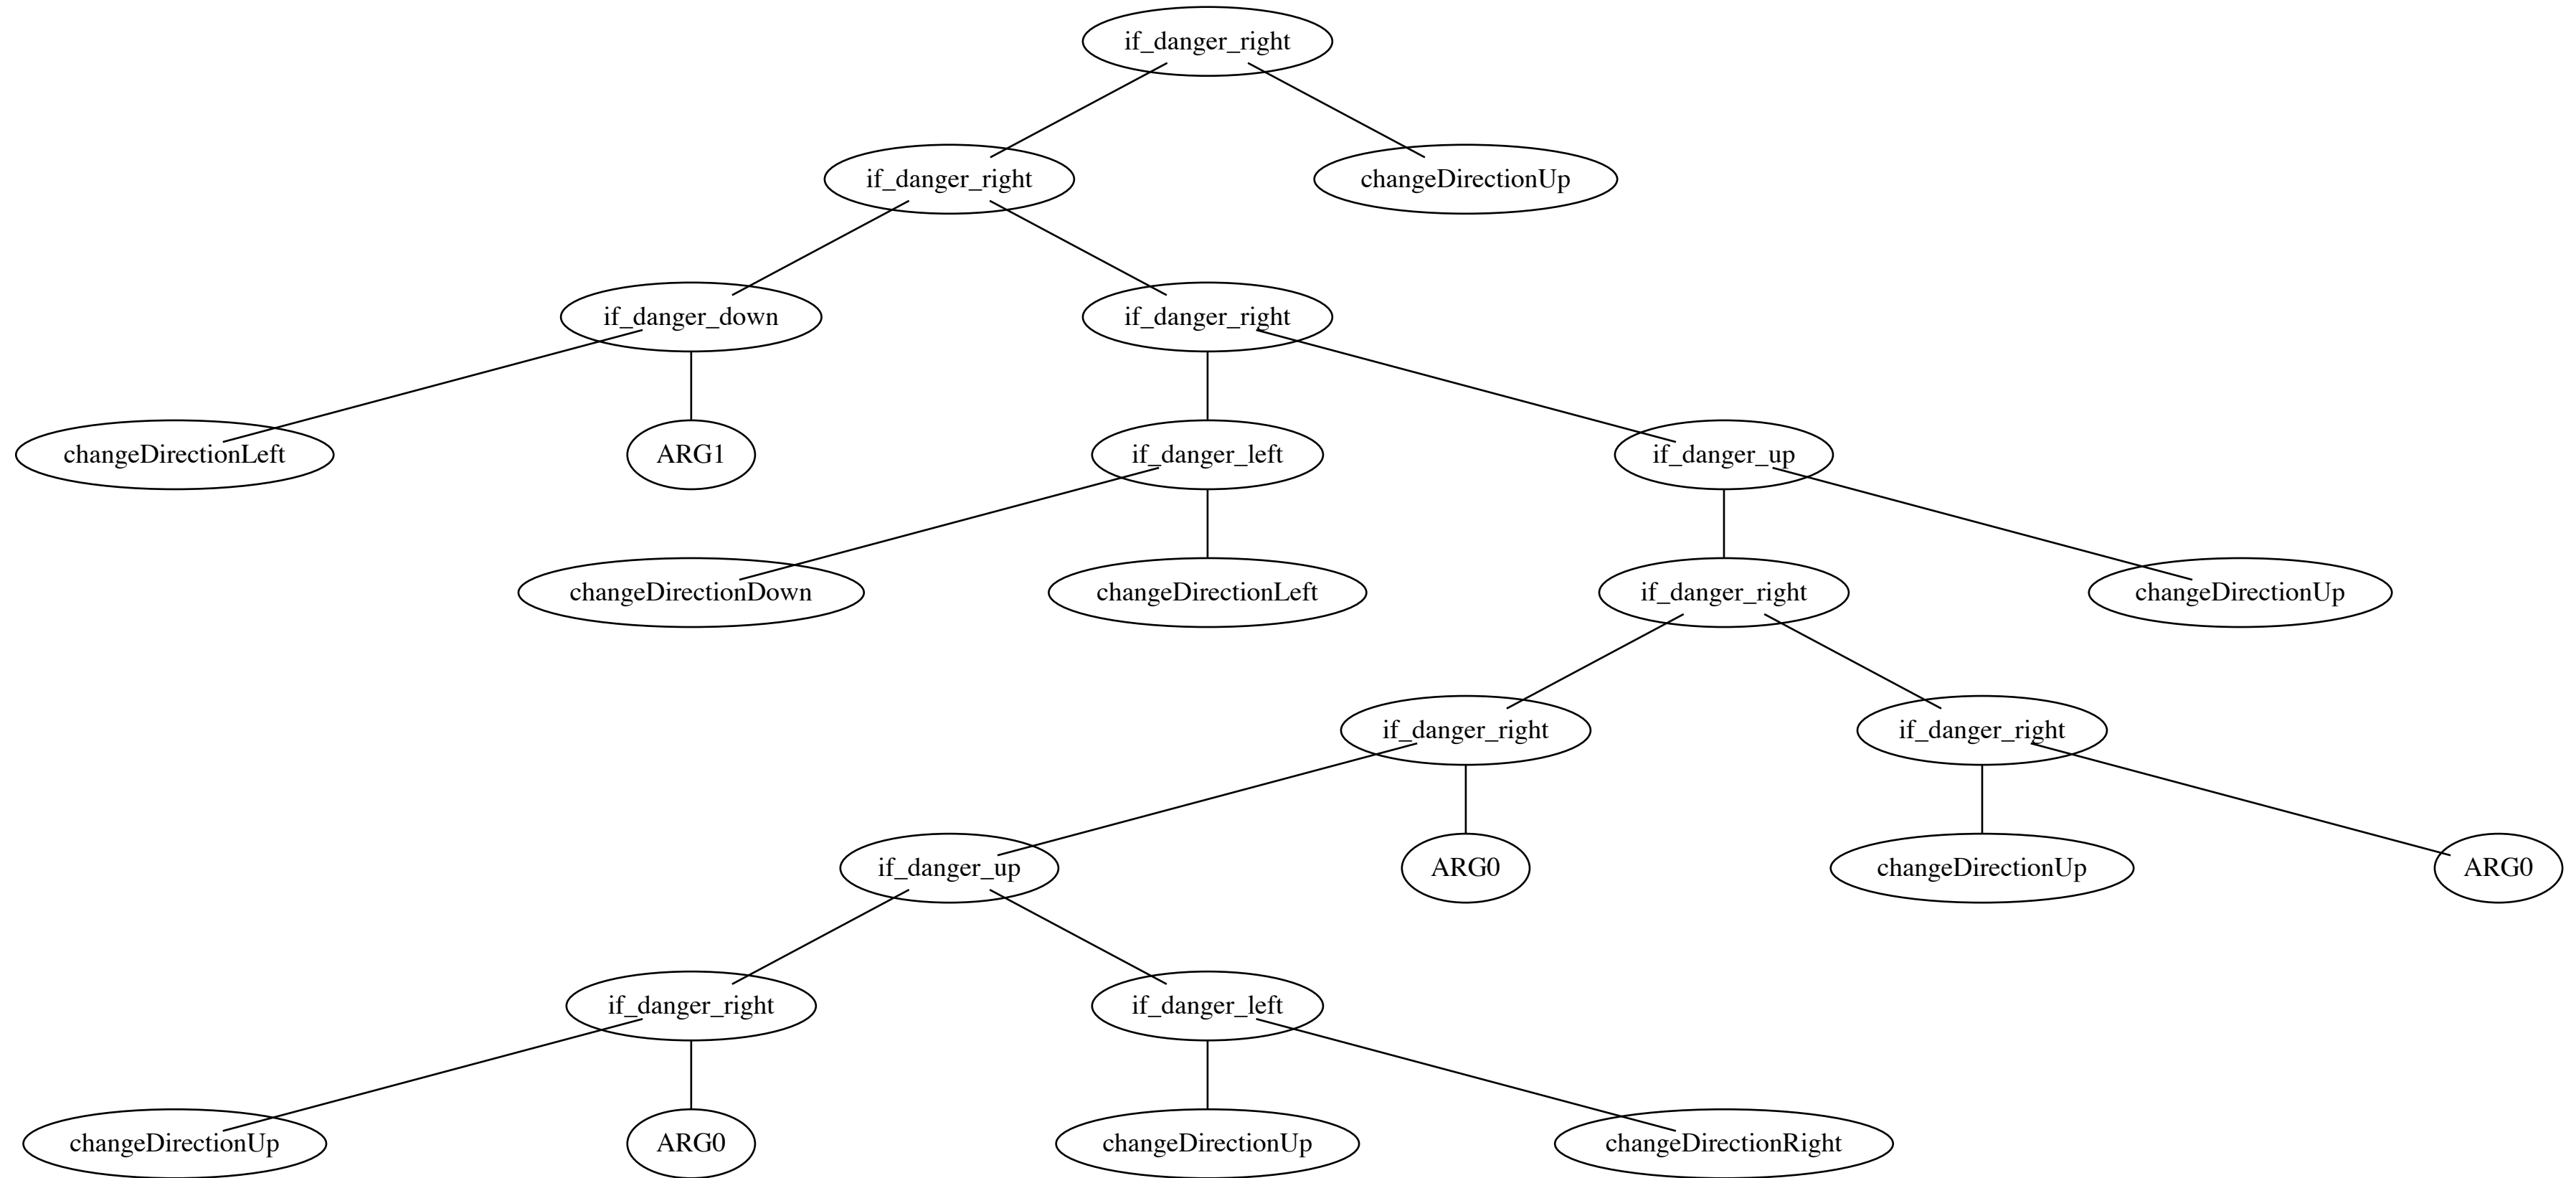 if_danger_right
if_danger_right
changeDirectionUp
if_danger_down
if_danger_right
changeDirectionLeft
ARG1
if_danger_left
if_danger_up
changeDirectionDown
changeDirectionLeft
if_danger_right
changeDirectionUp
if_danger_right
if_danger_right
if_danger_up
ARG0
changeDirectionUp
ARG0
if_danger_right
if_danger_left
changeDirectionUp
ARG0
changeDirectionUp
changeDirectionRight